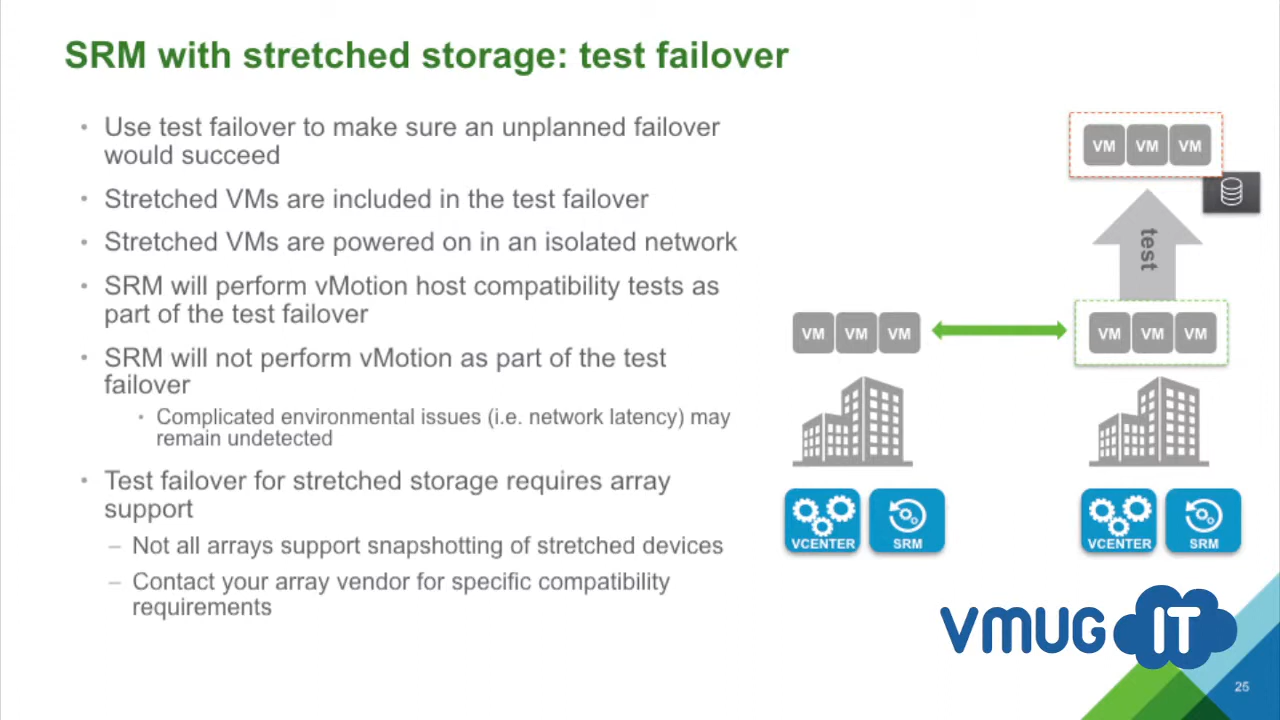 SRM with stretched storage: test failover
• Use test failover to make sure an unplanned failover
would succeed
• Stretched VMs are included in the test failover
• Stretched VMs are powered on in an isolated network
• SRM will perform vMotion host compatibility tests as
part of the test failover
• SRM will not perform vMotion as part of the test
failover
• Complicated environmental issues (i.e. network latency) may
remain undetected
• Test failover for stretched storage requires array
support
– Not all arrays support snapshotting of stretched devices
– Contact your array vendor for specific compatibility
requirements
VM VM VM
test
VM VM VM
VM VM VM
VCENTER SRM
VCENTER SRM
VMUG IT
25